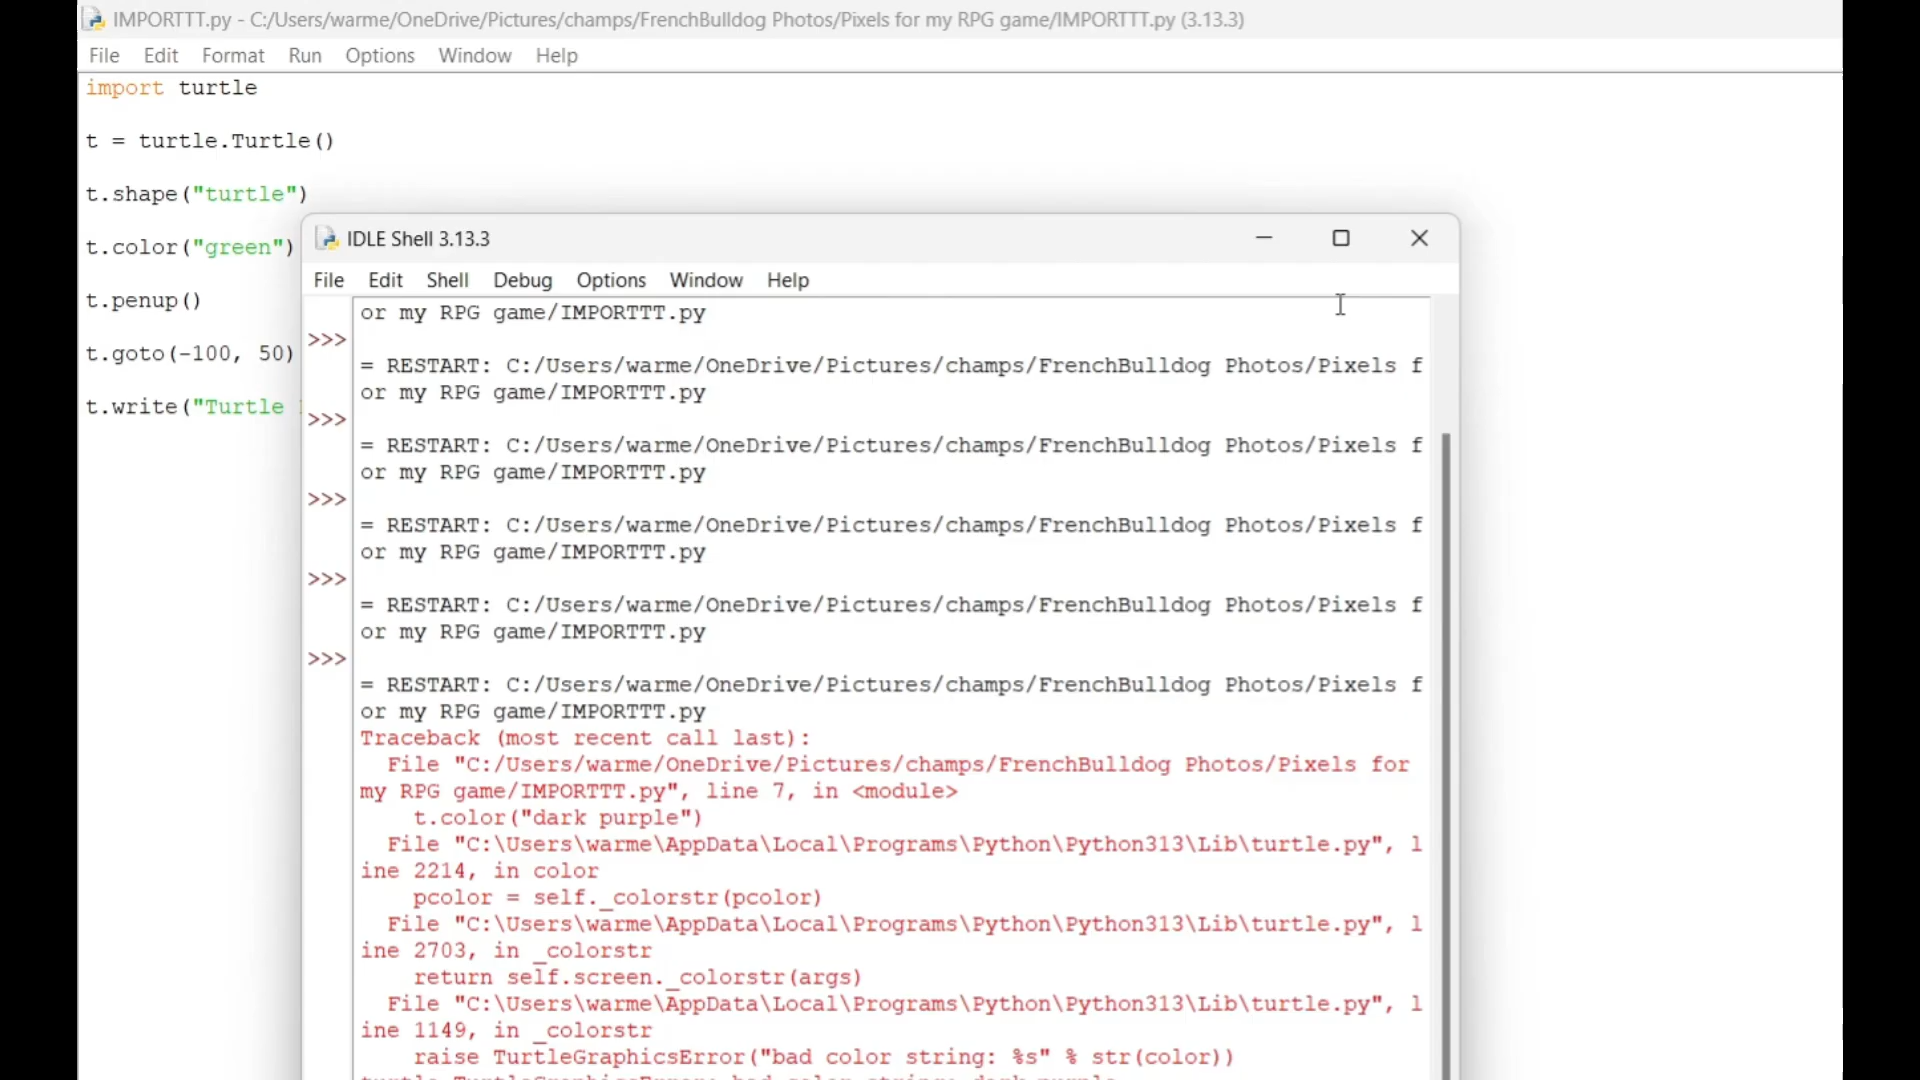 IMPORTTT.py - C:/Users/warme/OneDrive/Pictures/champs/FrenchBulldog Photos/Pixels for my RPG game/IMPORTTT.py (3.13.3)
File Edit Format Run Options Window Help
import turtle
t = turtle.Turtle()
t.shape("turtle")
t.color("green")
t.penup()
t.goto(-100, 50)
t.write("Turtle
IDLE Shell 3.13.3
File Edit Shell Debug Options Window Help
or my RPG game/IMPORTTT.py
>>>
= RESTART: C:/Users/warme/OneDrive/Pictures/champs/FrenchBulldog Photos/Pixels f
or my RPG game/IMPORTTT.py
>>>
= RESTART: C:/Users/warme/OneDrive/Pictures/champs/FrenchBulldog Photos/Pixels f
or my RPG game/IMPORTTT.py
>>>
= RESTART: C:/Users/warme/OneDrive/Pictures/champs/FrenchBulldog Photos/Pixels f
or my RPG game/IMPORTTT.py
>>>
= RESTART: C:/Users/warme/OneDrive/Pictures/champs/FrenchBulldog Photos/Pixels f
or my RPG game/IMPORTTT.py
>>>
= RESTART: C:/Users/warme/OneDrive/Pictures/champs/FrenchBulldog Photos/Pixels f
or my RPG game/IMPORTTT.py
Traceback (most recent call last):
File "C:/Users/warme/OneDrive/Pictures/champs/FrenchBulldog Photos/Pixels for
my RPG game/IMPORTTT.py", line 7, in <module>
t.color("dark purple")
File "C:\Users\warme\AppData\Local\Programs\Python\Python313\Lib\turtle.py", l
ine 2214, in color
pcolor = self._colorstr(pcolor)
File "C:\Users\warme\AppData\Local\Programs\Python\Python313\Lib\turtle.py", l
ine 2703, in _colorstr
return self.screen._colorstr(args)
File "C:\Users\warme\AppData\Local\Programs\Python\Python313\Lib\turtle.py", l
ine 1149, in _colorstr
raise TurtleGraphicsError("bad color string: %s" % str(color))
turtle.TurtleGraphicsError: bad color string: dark purple